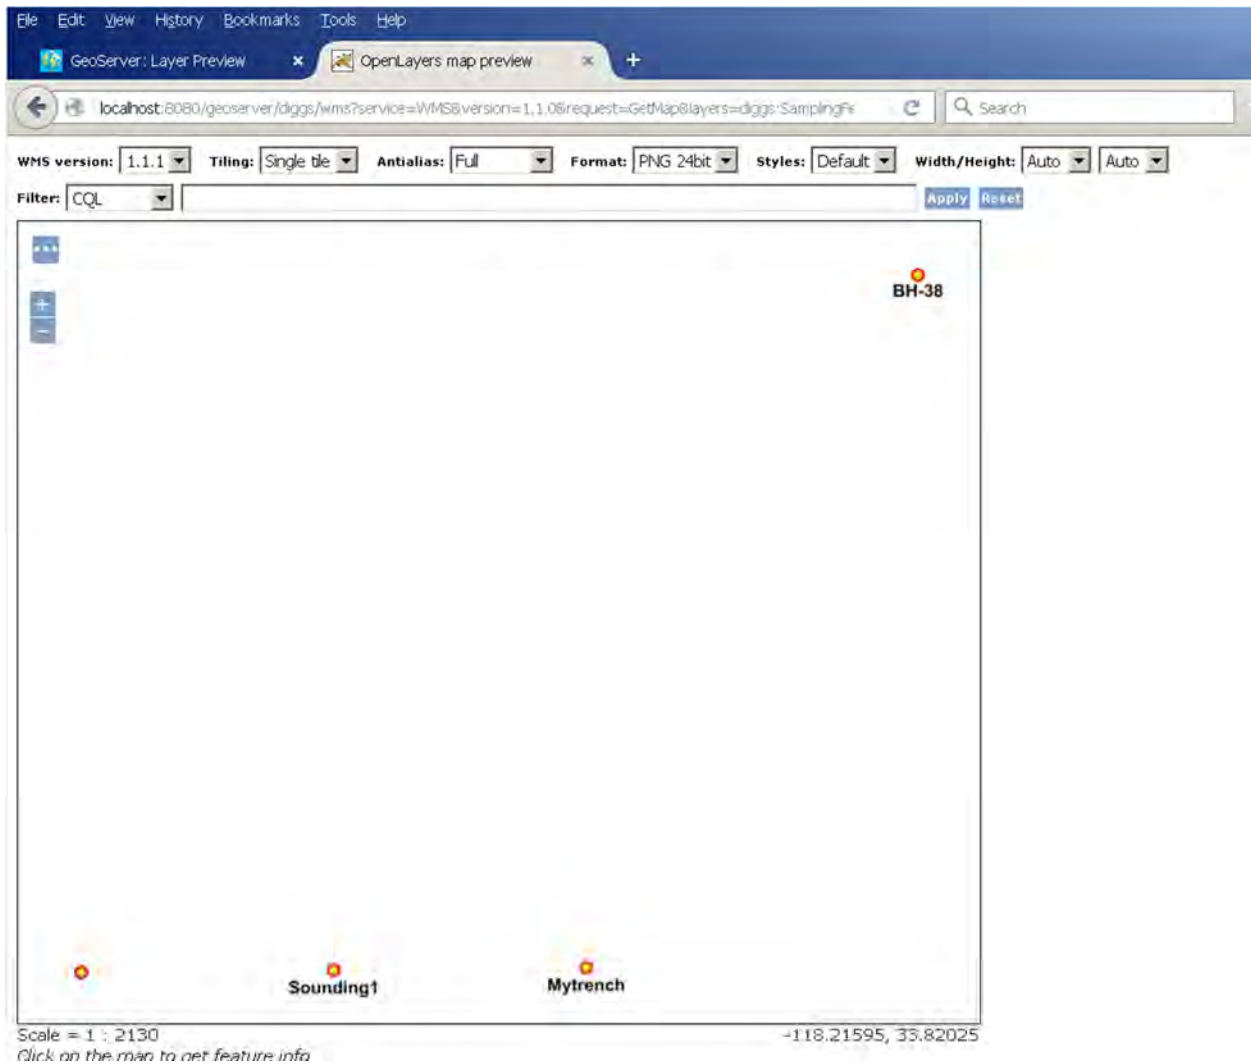 File Edit View History Bookmarks Tools Help
GeoServer: Layer Preview × OpenLayers map preview × +
localhost:8080/geoserver/diggs/wms?service=WMS&version=1.1.0&request=GetMap&layers=diggs:SamplingFe Search
WMS version: 1.1.1 Tiling: Single tile Antialias: Full Format: PNG 24bit Styles: Default Width/Height: Auto Auto
Filter: CQL Apply Reset
...
+
−
BH-38
Sounding1 Mytrench
Scale = 1 : 2130 -118.21595, 33.82025
Click on the map to get feature info